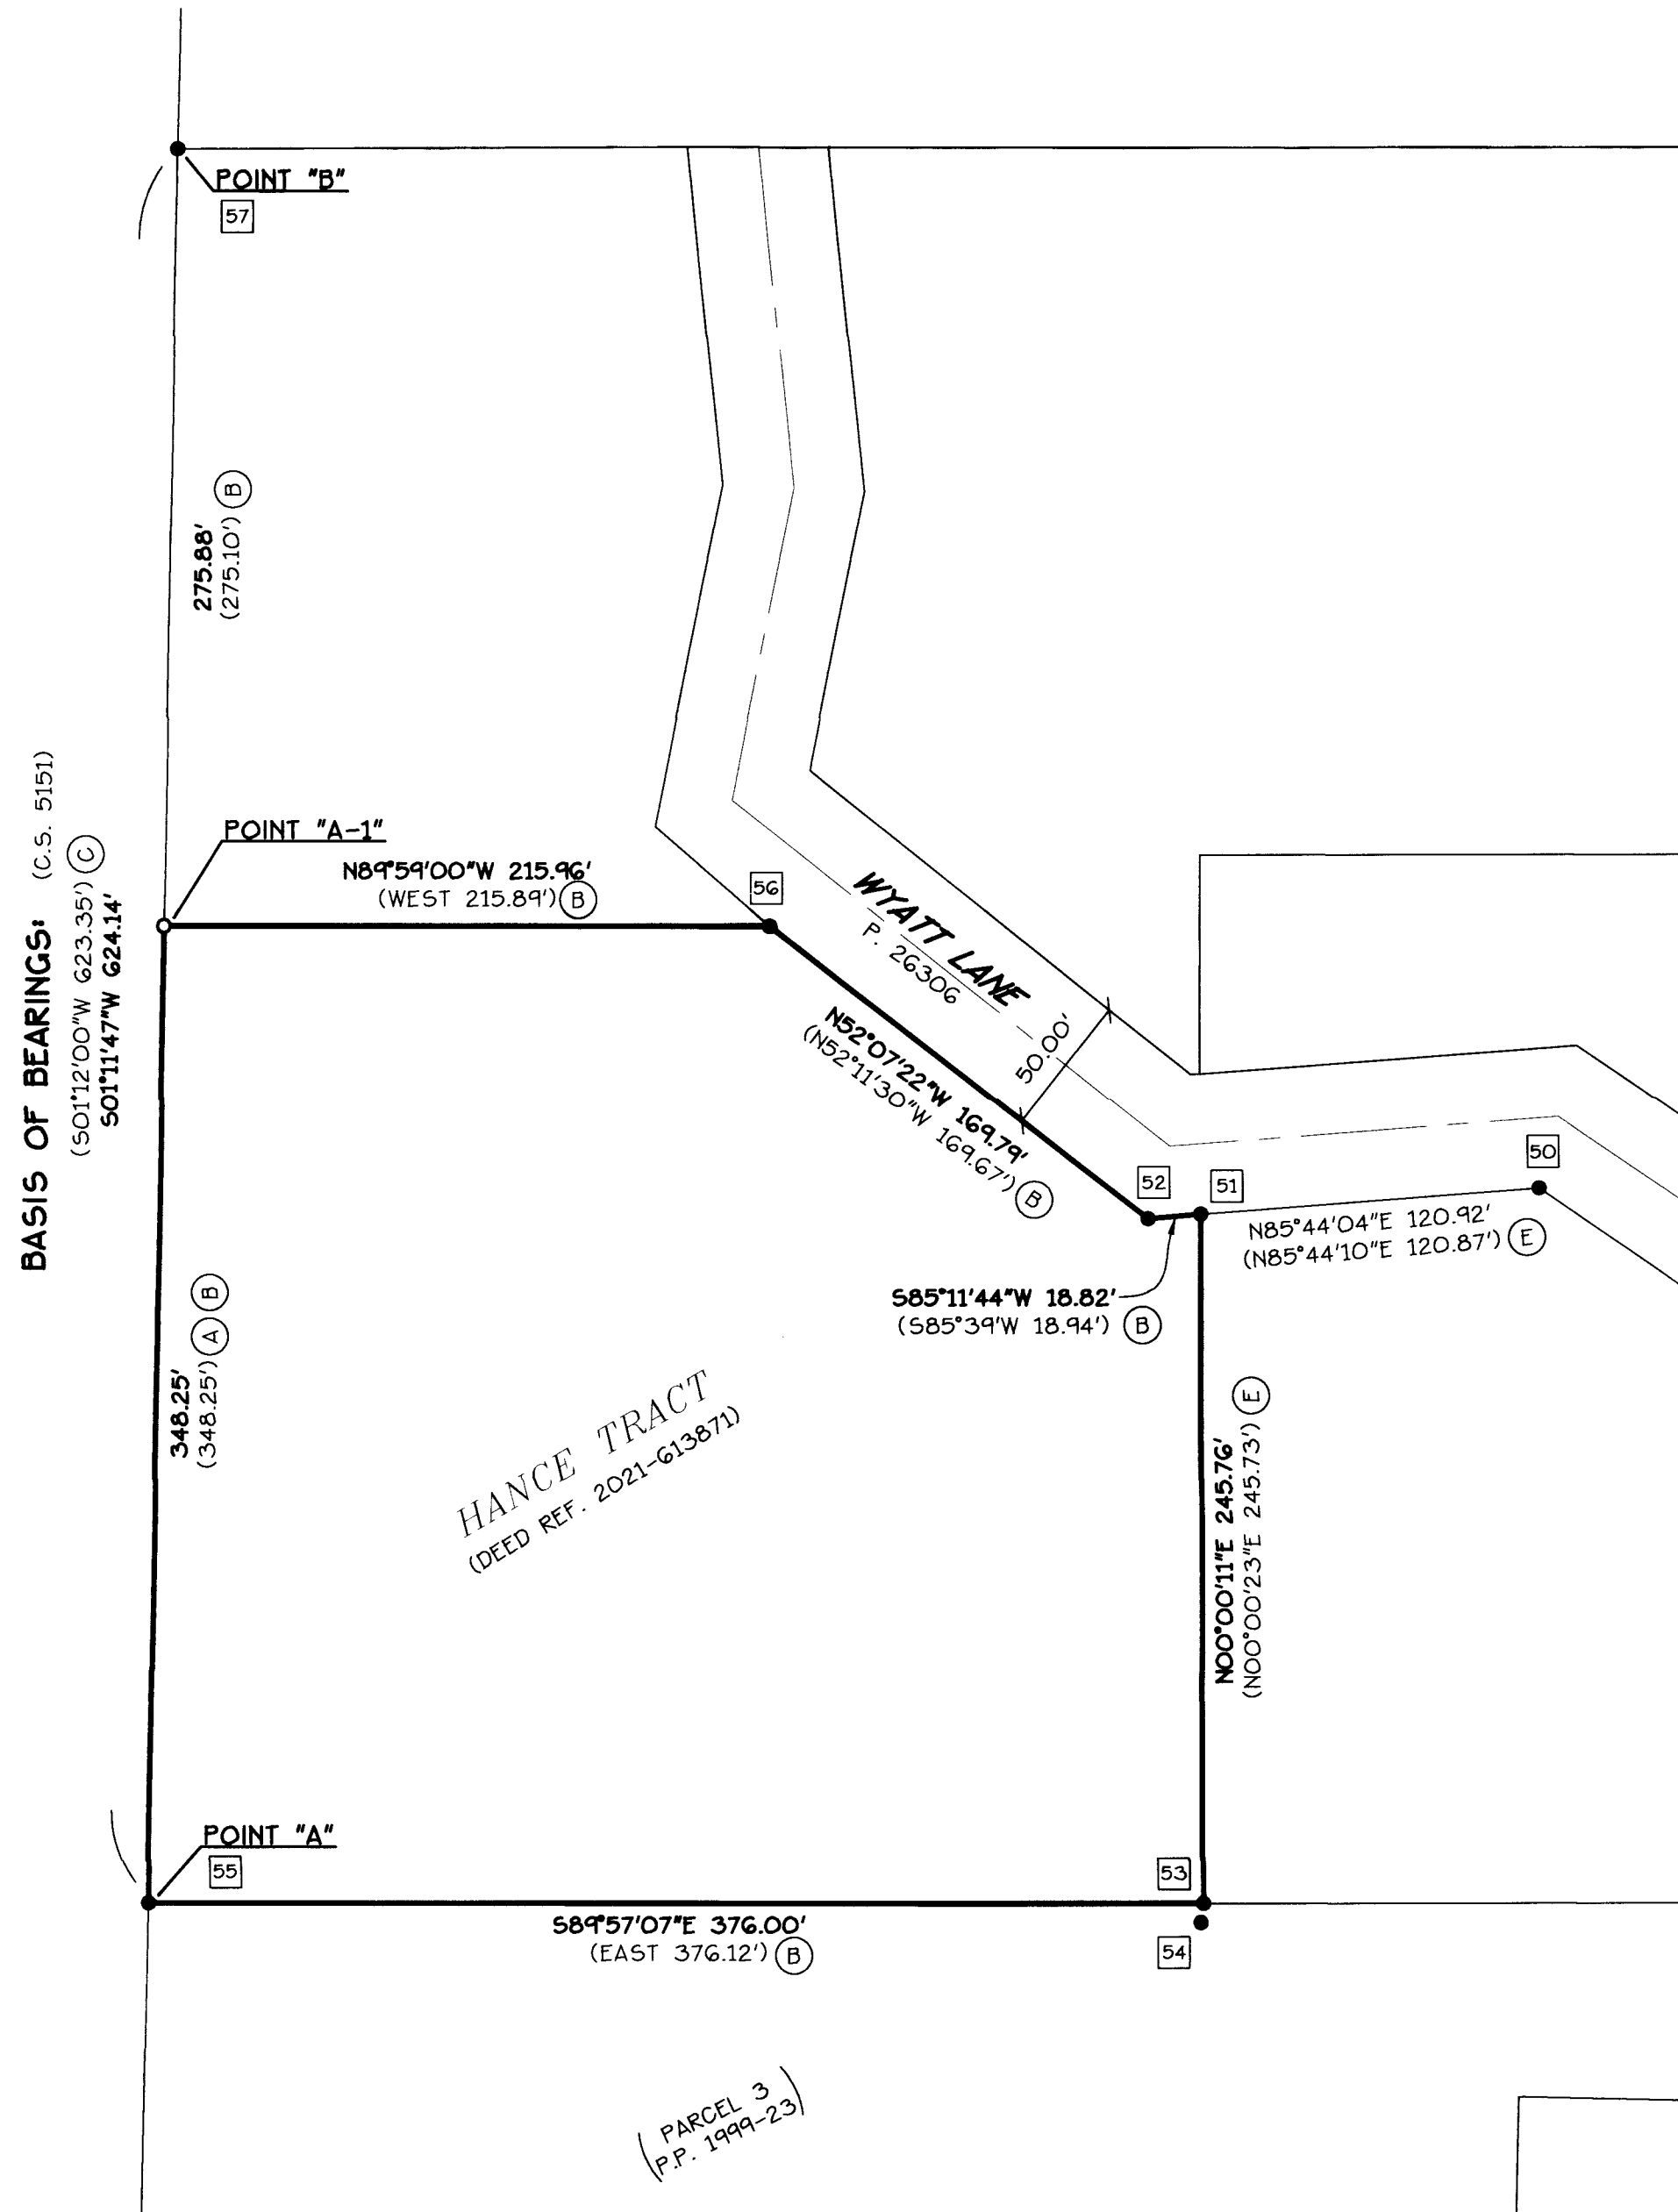 POINT "B"
57
275.88'
(275.10') B
BASIS OF BEARINGS: (C.S. 5151)
(S01°12'00"W 623.35') C
S01°11'47"W 624.14'
POINT "A-1"
N89°59'00"W 215.96'
(WEST 215.89') B
56
WYATT LANE
P. 26306
50.00'
N52°07'22"W 169.79'
(N52°11'30"W 169.67') B
52
51
50
N85°44'04"E 120.92'
(N85°44'10"E 120.87') E
S85°11'44"W 18.82'
(S85°39'W 18.94') B
348.25'
(348.25') A B
HANCE TRACT
(DEED REF. 2021-613871)
N00°00'11"E 245.76'
(N00°00'23"E 245.73') E
POINT "A"
55
53
S89°57'07"E 376.00'
(EAST 376.12') B
54
(PARCEL 3
P.P. 1999-23)